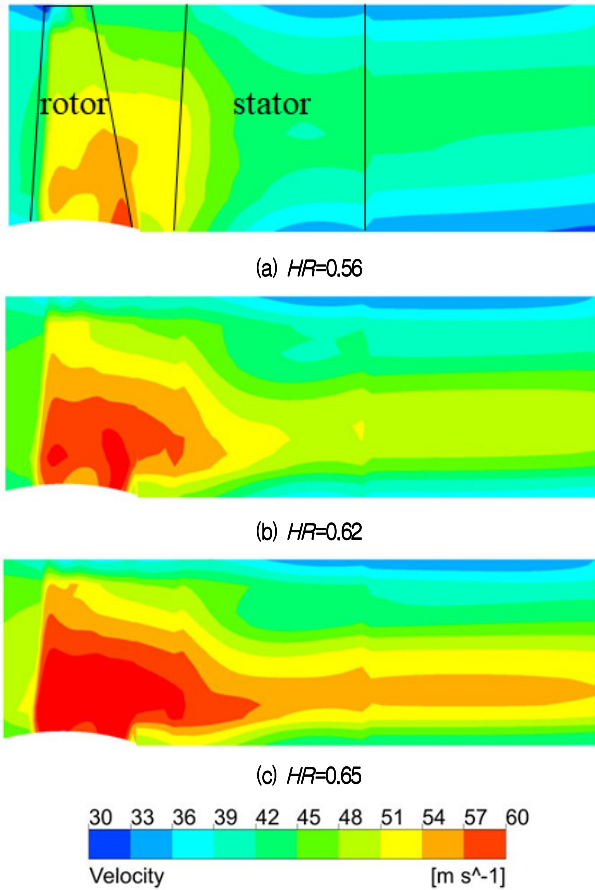 rotor
stator
(a) HR=0.56
(b) HR=0.62
(c) HR=0.65
30 33 36 39 42 45 48 51 54 57 60
Velocity [m s^-1]